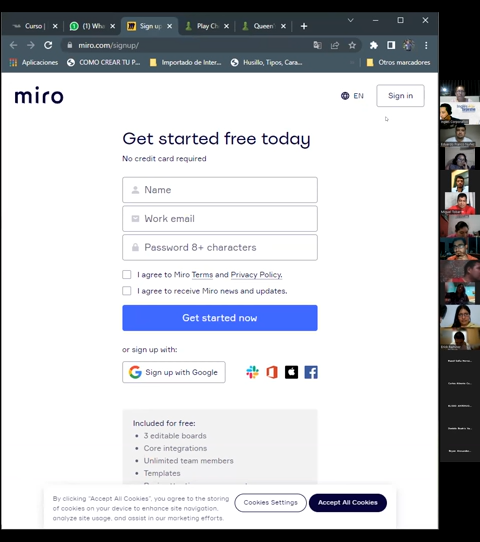 Curso |
(1) Wha
Sign up
Play Ch
Queen'
miro.com/signup/
Aplicaciones
COMO CREAR TU P...
Importado de Inter...
Husillo, Tipos, Cara...
Otros marcadores
miro
EN
Sign in
Get started free today
No credit card required
Name
Work email
Password 8+ characters
I agree to Miro Terms and Privacy Policy.
I agree to receive Miro news and updates.
Get started now
or sign up with:
Sign up with Google
Included for free:
3 editable boards
Core integrations
Unlimited team members
Templates
By clicking "Accept All Cookies", you agree to the storing
of cookies on your device to enhance site navigation,
analyze site usage, and assist in our marketing efforts.
Cookies Settings
Accept All Cookies